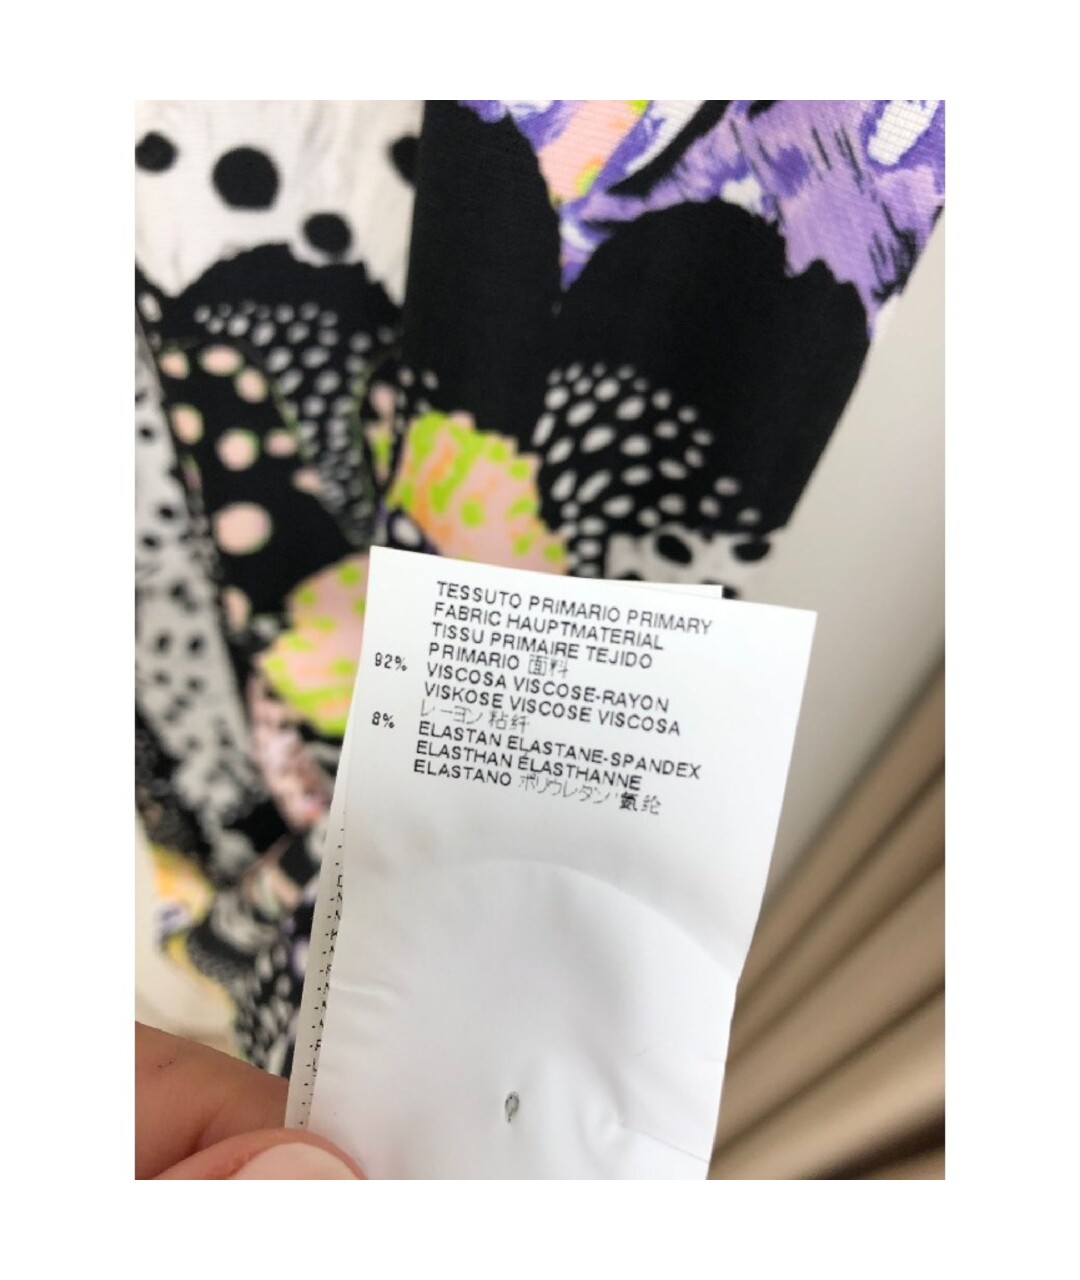 TESSUTO PRIMARIO PRIMARY
FABRIC HAUPTMATERIAL
TISSU PRIMAIRE TEJIDO
PRIMARIO 面料
92% VISCOSA VISCOSE-RAYON
VISKOSE VISCOSE VISCOSA
レーヨン 粘纤
8% ELASTAN ELASTANE-SPANDEX
ELASTHAN ÉLASTHANNE
ELASTANO ポリウレタン 氨纶